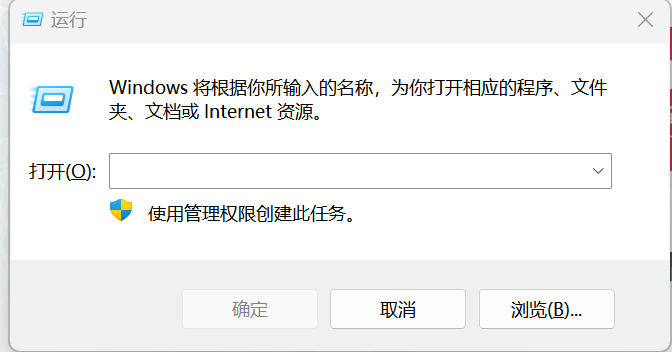 运行
Windows 将根据你所输入的名称，为你打开相应的程序、文件
夹、文档或 Internet 资源。
打开(O):
使用管理权限创建此任务。
确定
取消
浏览(B)...